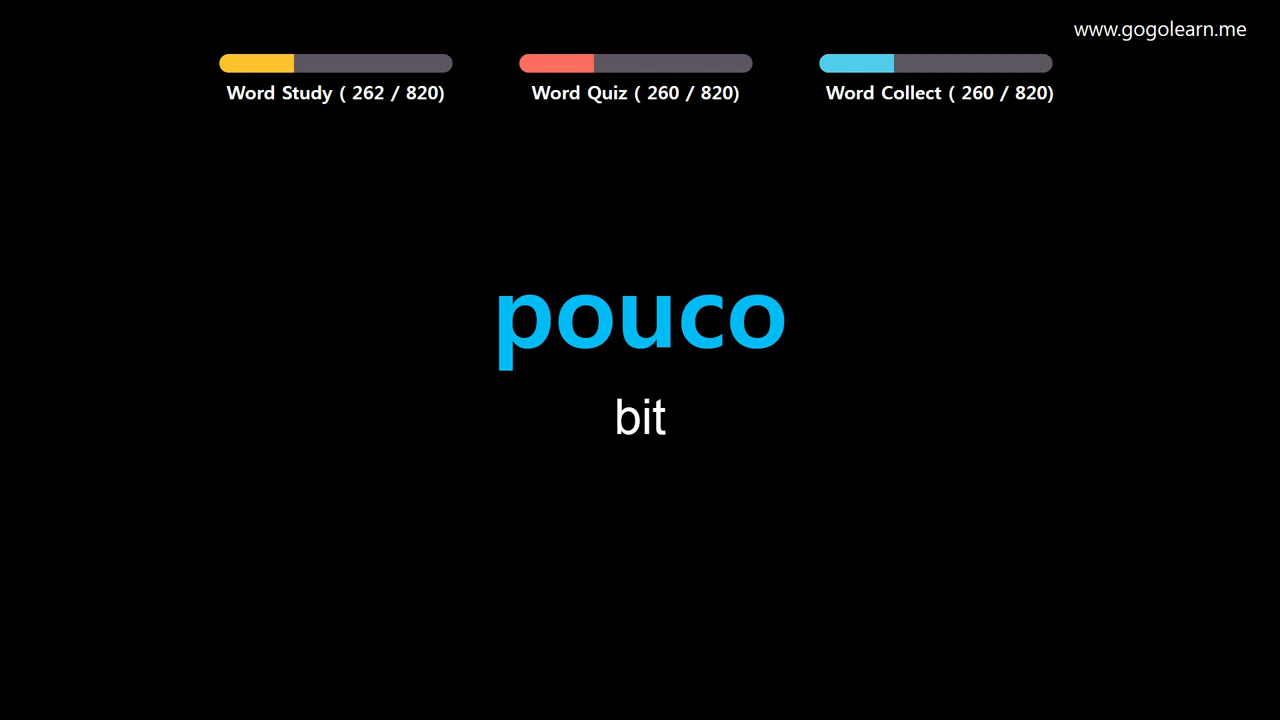 www.gogolearn.me
Word Study ( 262 / 820)
Word Quiz ( 260 / 820)
Word Collect ( 260 / 820)
pouco
bit